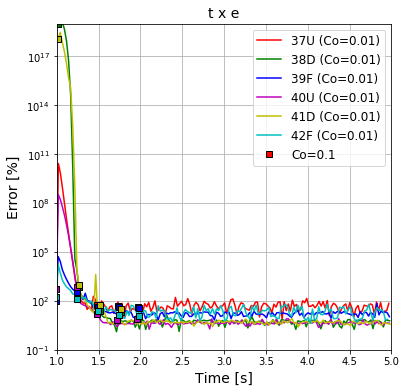 t x e
Error [%]
10^17
10^14
10^11
10^8
10^5
10^2
10^−1
37U (Co=0.01)
38D (Co=0.01)
39F (Co=0.01)
40U (Co=0.01)
41D (Co=0.01)
42F (Co=0.01)
Co=0.1
1.0 1.5 2.0 2.5 3.0 3.5 4.0 4.5 5.0
Time [s]